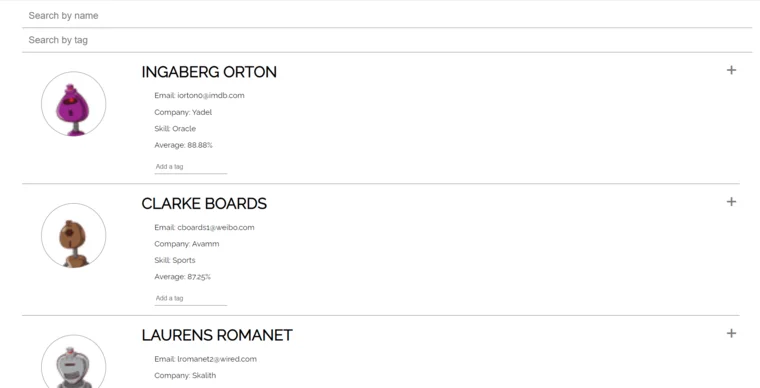 Search by name
Search by tag
INGABERG ORTON
Email: iorton0@imdb.com
Company: Yadel
Skill: Oracle
Average: 88.88%
Add a tag
CLARKE BOARDS
Email: cboards1@weibo.com
Company: Avamm
Skill: Sports
Average: 87.25%
Add a tag
LAURENS ROMANET
Email: lromanet2@wired.com
Company: Skalith